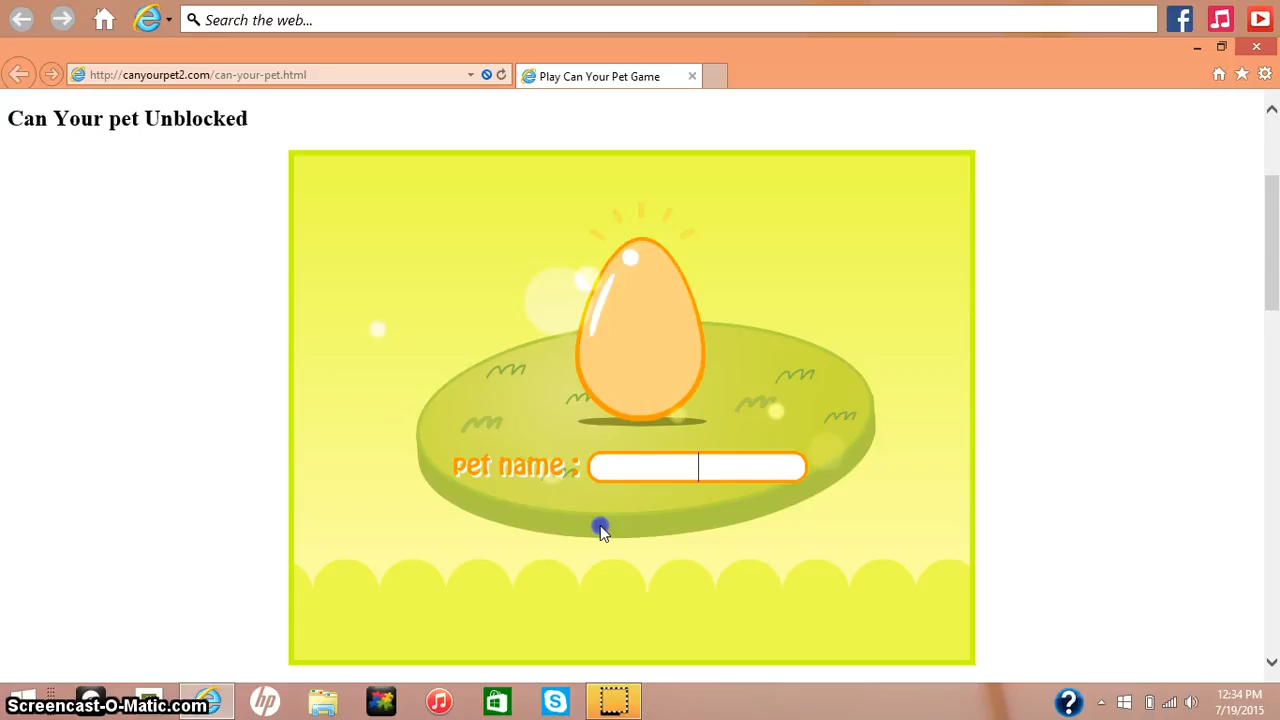 Search the web...
http://canyourpet2.com/can-your-pet.html
Play Can Your Pet Game
Can Your pet Unblocked
pet name :
Screencast-O-Matic.com
12:34 PM
7/19/2015